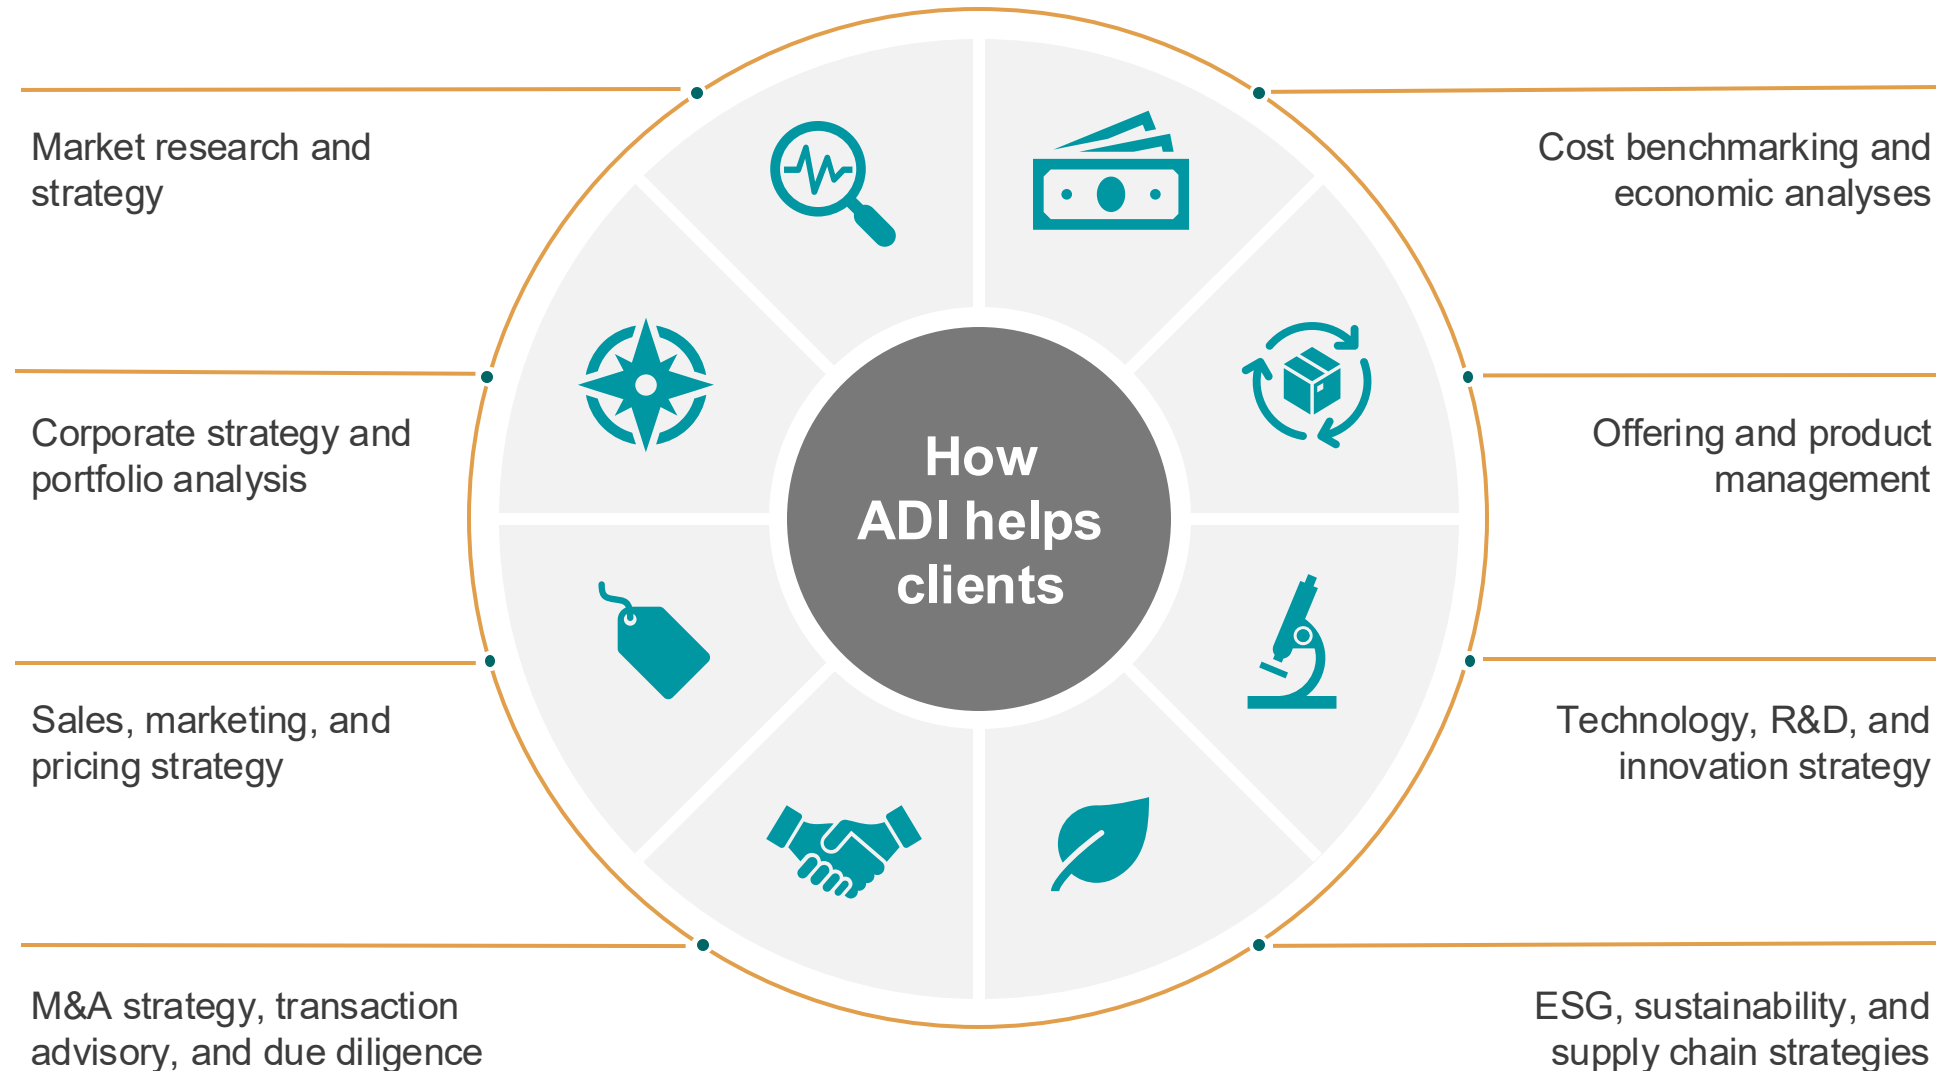 Market research and
strategy
Corporate strategy and
portfolio analysis
Sales, marketing, and
pricing strategy
M&A strategy, transaction
advisory, and due diligence
How
ADI helps
clients
Cost benchmarking and
economic analyses
Offering and product
management
Technology, R&D, and
innovation strategy
ESG, sustainability, and
supply chain strategies